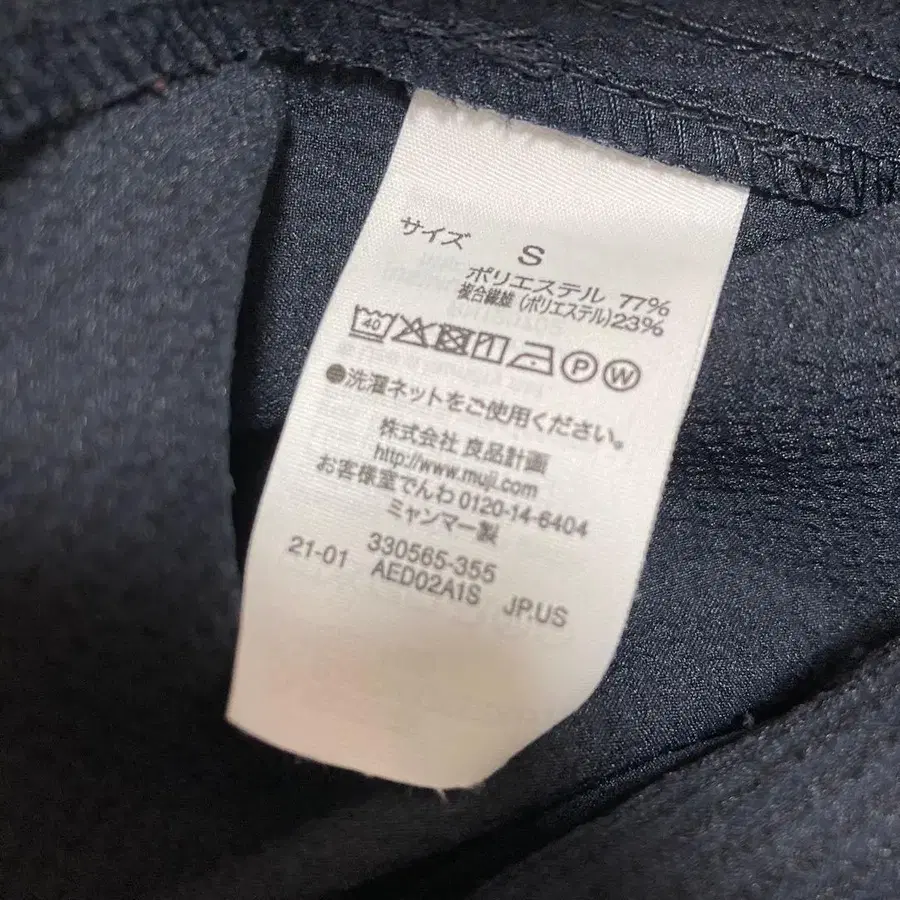 サイズ S
ポリエステル 77%
複合繊維(ポリエステル)23%
40 P W
●洗濯ネットをご使用ください。
株式会社 良品計画
http://www.muji.com
お客様室でんわ 0120-14-6404
ミャンマー製
330565-355
21-01 AED02A1S JP.US